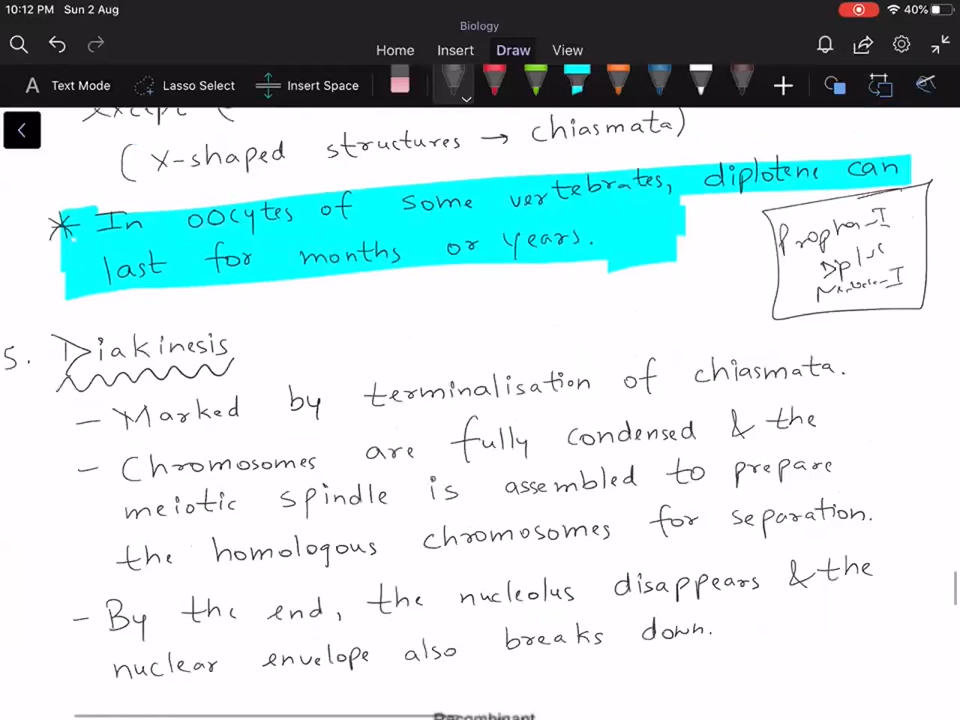 10:12 PM Sun 2 Aug
40%
Biology
Home Insert Draw View
Text Mode Lasso Select Insert Space
except (
(X-shaped structures → chiasmata)
* In oocytes of some vertebrates, diplotene can
last for months or years.
5. Diakinesis
- Marked by terminalisation of chiasmata.
- Chromosomes are fully condensed & the
meiotic spindle is assembled to prepare
the homologous chromosomes for separation.
- By the end, the nucleolus disappears & the
nuclear envelope also breaks down.
Recombinant